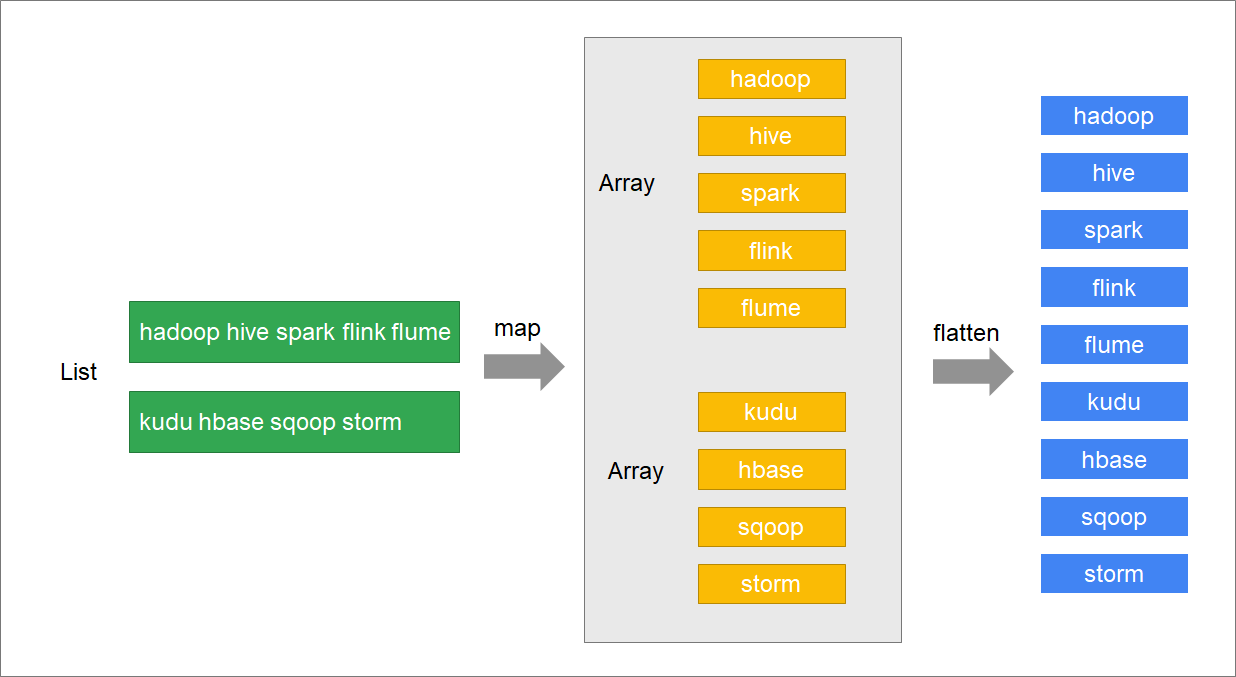 List
hadoop hive spark flink flume
kudu hbase sqoop storm
map
Array
hadoop
hive
spark
flink
flume
Array
kudu
hbase
sqoop
storm
flatten
hadoop
hive
spark
flink
flume
kudu
hbase
sqoop
storm